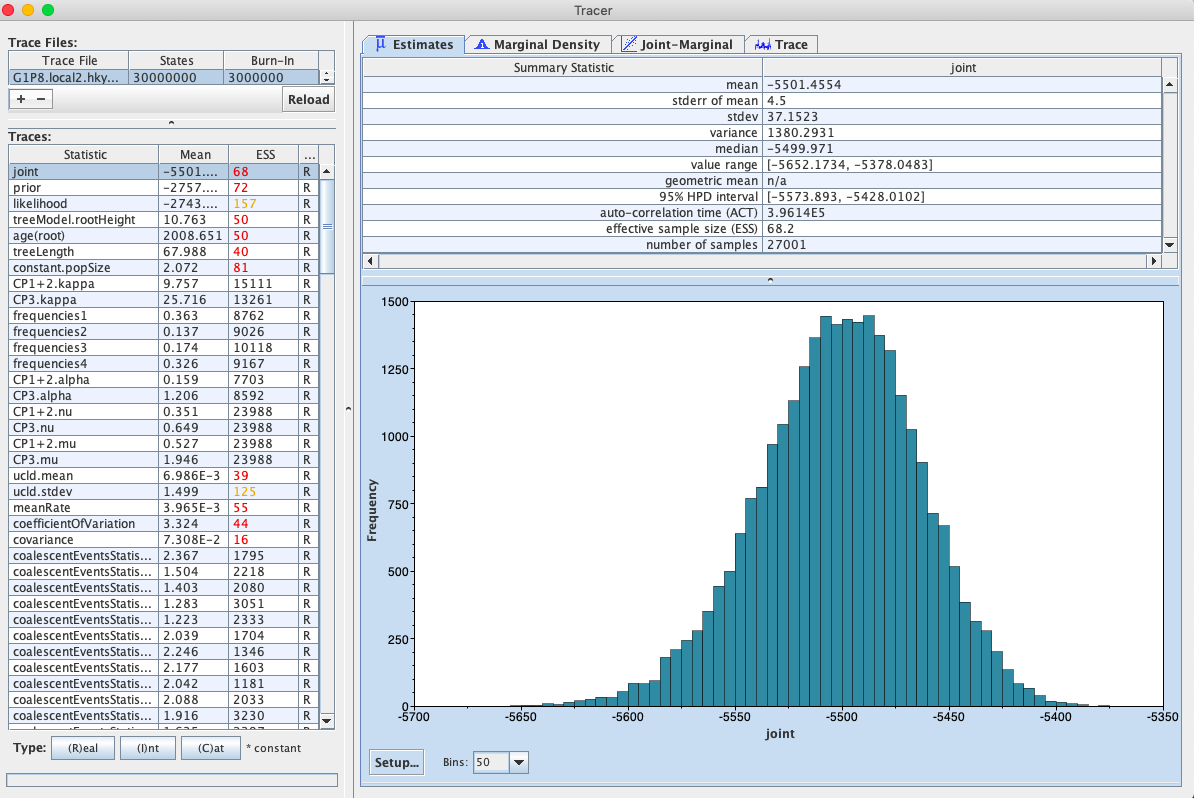 Tracer
Trace Files:
Trace File States Burn-In
G1P8.local2.hky... 30000000 3000000
+ −
Reload
Traces:
Statistic Mean ESS ...
joint -5501.... 68 R
prior -2757.... 72 R
likelihood -2743.... 157 R
treeModel.rootHeight 10.763 50 R
age(root) 2008.651 50 R
treeLength 67.988 40 R
constant.popSize 2.072 81 R
CP1+2.kappa 9.757 15111 R
CP3.kappa 25.716 13261 R
frequencies1 0.363 8762 R
frequencies2 0.137 9026 R
frequencies3 0.174 10118 R
frequencies4 0.326 9167 R
CP1+2.alpha 0.159 7703 R
CP3.alpha 1.206 8592 R
CP1+2.nu 0.351 23988 R
CP3.nu 0.649 23988 R
CP1+2.mu 0.527 23988 R
CP3.mu 1.946 23988 R
ucld.mean 6.986E-3 39 R
ucld.stdev 1.499 125 R
meanRate 3.965E-3 55 R
coefficientOfVariation 3.324 44 R
covariance 7.308E-2 16 R
coalescentEventsStatis... 2.367 1795 R
coalescentEventsStatis... 1.504 2218 R
coalescentEventsStatis... 1.403 2080 R
coalescentEventsStatis... 1.283 3051 R
coalescentEventsStatis... 1.223 2333 R
coalescentEventsStatis... 2.039 1704 R
coalescentEventsStatis... 2.246 1346 R
coalescentEventsStatis... 2.177 1603 R
coalescentEventsStatis... 2.042 1181 R
coalescentEventsStatis... 2.088 2033 R
coalescentEventsStatis... 1.916 3230 R
Type: (R)eal (I)nt (C)at * constant
μ Estimates Marginal Density Joint-Marginal Trace
Summary Statistic joint
mean -5501.4554
stderr of mean 4.5
stdev 37.1523
variance 1380.2931
median -5499.971
value range [-5652.1734, -5378.0483]
geometric mean n/a
95% HPD interval [-5573.893, -5428.0102]
auto-correlation time (ACT) 3.9614E5
effective sample size (ESS) 68.2
number of samples 27001
1500
1250
1000
750
500
250
0
Frequency
-5700 -5650 -5600 -5550 -5500 -5450 -5400 -5350
joint
Setup... Bins: 50